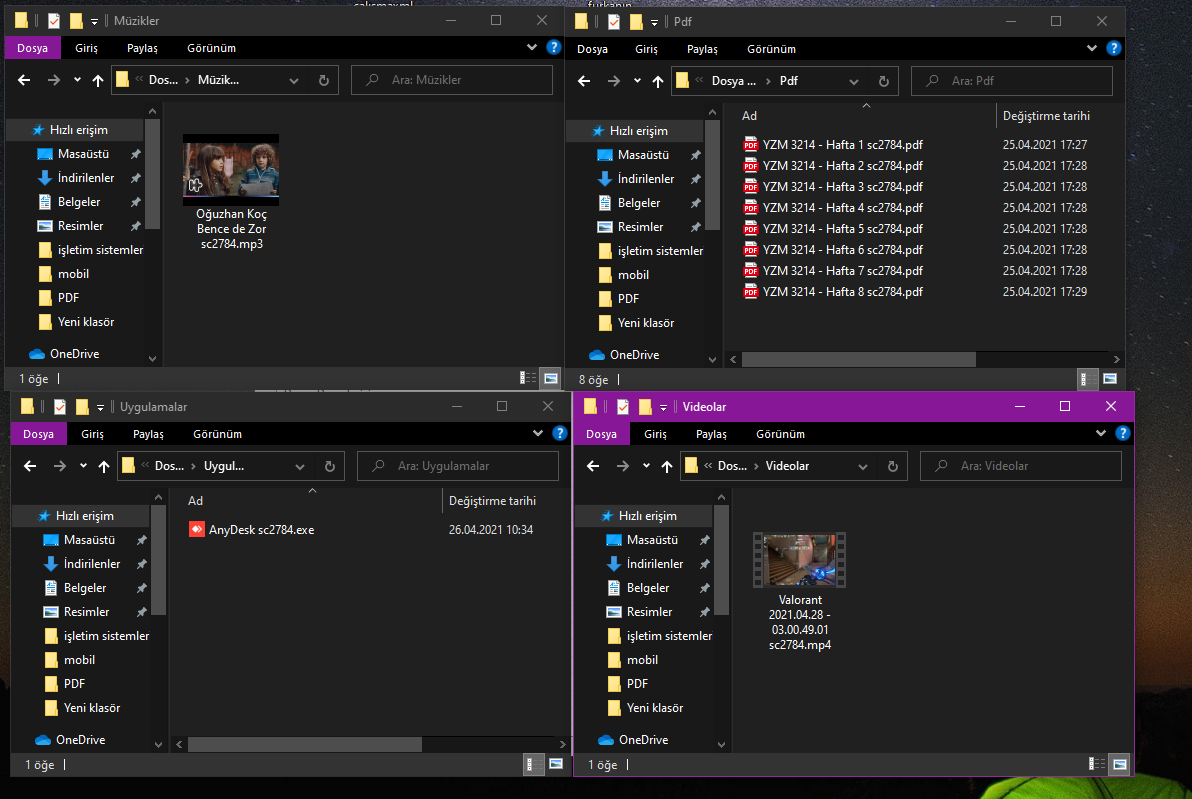 Müzikler
Dosya Giriş Paylaş Görünüm
Dos... Müzik... Ara: Müzikler
Hızlı erişim
Masaüstü
İndirilenler
Belgeler
Resimler
işletim sistemler
mobil
PDF
Yeni klasör
OneDrive
Oğuzhan Koç
Bence de Zor
sc2784.mp3
1 öğe
Pdf
Dosya Giriş Paylaş Görünüm
Dosya ... Pdf Ara: Pdf
Hızlı erişim
Masaüstü
İndirilenler
Belgeler
Resimler
işletim sistemler
mobil
PDF
Yeni klasör
OneDrive
Ad Değiştirme tarihi
YZM 3214 - Hafta 1 sc2784.pdf 25.04.2021 17:27
YZM 3214 - Hafta 2 sc2784.pdf 25.04.2021 17:28
YZM 3214 - Hafta 3 sc2784.pdf 25.04.2021 17:28
YZM 3214 - Hafta 4 sc2784.pdf 25.04.2021 17:28
YZM 3214 - Hafta 5 sc2784.pdf 25.04.2021 17:28
YZM 3214 - Hafta 6 sc2784.pdf 25.04.2021 17:28
YZM 3214 - Hafta 7 sc2784.pdf 25.04.2021 17:28
YZM 3214 - Hafta 8 sc2784.pdf 25.04.2021 17:29
8 öğe
Uygulamalar
Dosya Giriş Paylaş Görünüm
Dos... Uygul... Ara: Uygulamalar
Hızlı erişim
Masaüstü
İndirilenler
Belgeler
Resimler
işletim sistemler
mobil
PDF
Yeni klasör
OneDrive
Ad Değiştirme tarihi
AnyDesk sc2784.exe 26.04.2021 10:34
1 öğe
Videolar
Dosya Giriş Paylaş Görünüm
Dos... Videolar Ara: Videolar
Hızlı erişim
Masaüstü
İndirilenler
Belgeler
Resimler
işletim sistemler
mobil
PDF
Yeni klasör
OneDrive
Valorant
2021.04.28 -
03.00.49.01
sc2784.mp4
1 öğe